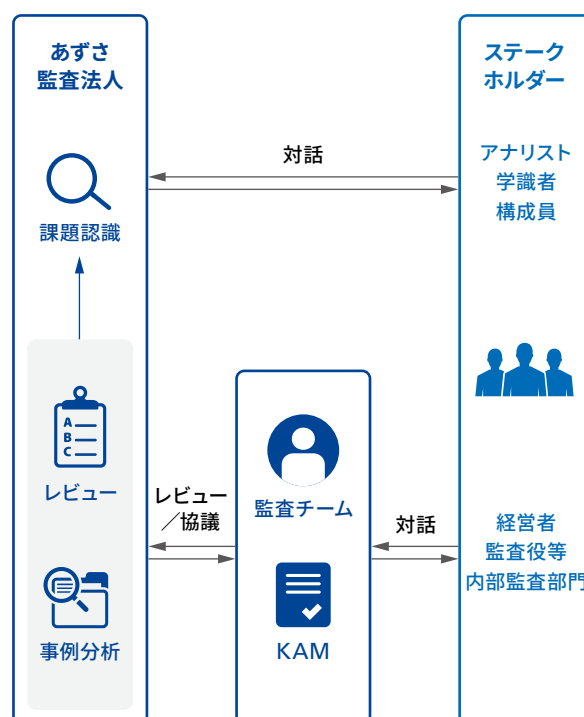 あずさ
監査法人
課題認識
A
B
C
レビュー
事例分析
対話
レビュー
／協議
監査チーム
KAM
対話
ステーク
ホルダー
アナリスト
学識者
構成員
経営者
監査役等
内部監査部門